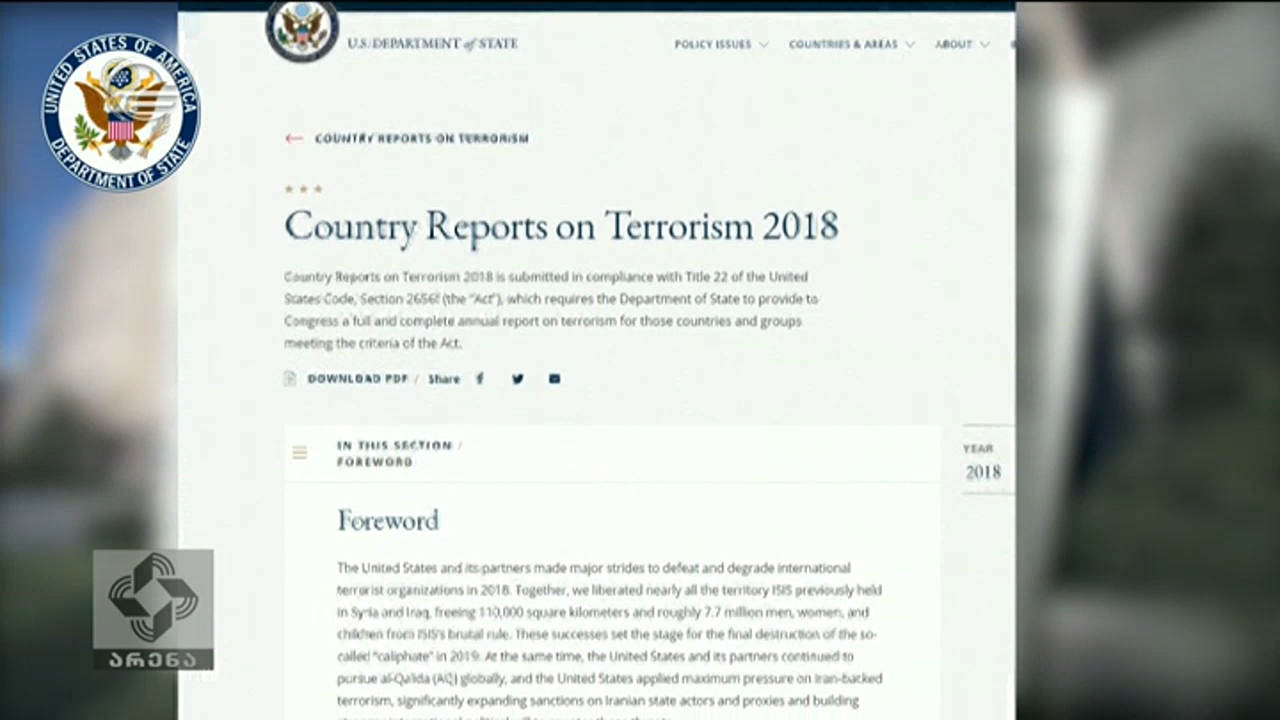 UNITED STATES OF AMERICA
DEPARTMENT OF STATE
U.S. DEPARTMENT of STATE
POLICY ISSUES
COUNTRIES & AREAS
ABOUT
COUNTRY REPORTS ON TERRORISM
Country Reports on Terrorism 2018
Country Reports on Terrorism 2018 is submitted in compliance with Title 22 of the United
States Code, Section 2656f (the "Act"), which requires the Department of State to provide to
Congress a full and complete annual report on terrorism for those countries and groups
meeting the criteria of the Act.
DOWNLOAD PDF / Share
IN THIS SECTION /
FOREWORD
YEAR
2018
Foreword
The United States and its partners made major strides to defeat and degrade international
terrorist organizations in 2018. Together, we liberated nearly all the territory ISIS previously held
in Syria and Iraq, freeing 110,000 square kilometers and roughly 7.7 million men, women, and
children from ISIS's brutal rule. These successes set the stage for the final destruction of the so-
called "caliphate" in 2019. At the same time, the United States and its partners continued to
pursue al-Qa'ida (AQ) globally, and the United States applied maximum pressure on Iran-backed
terrorism, significantly expanding sanctions on Iranian state actors and proxies and building
არენა